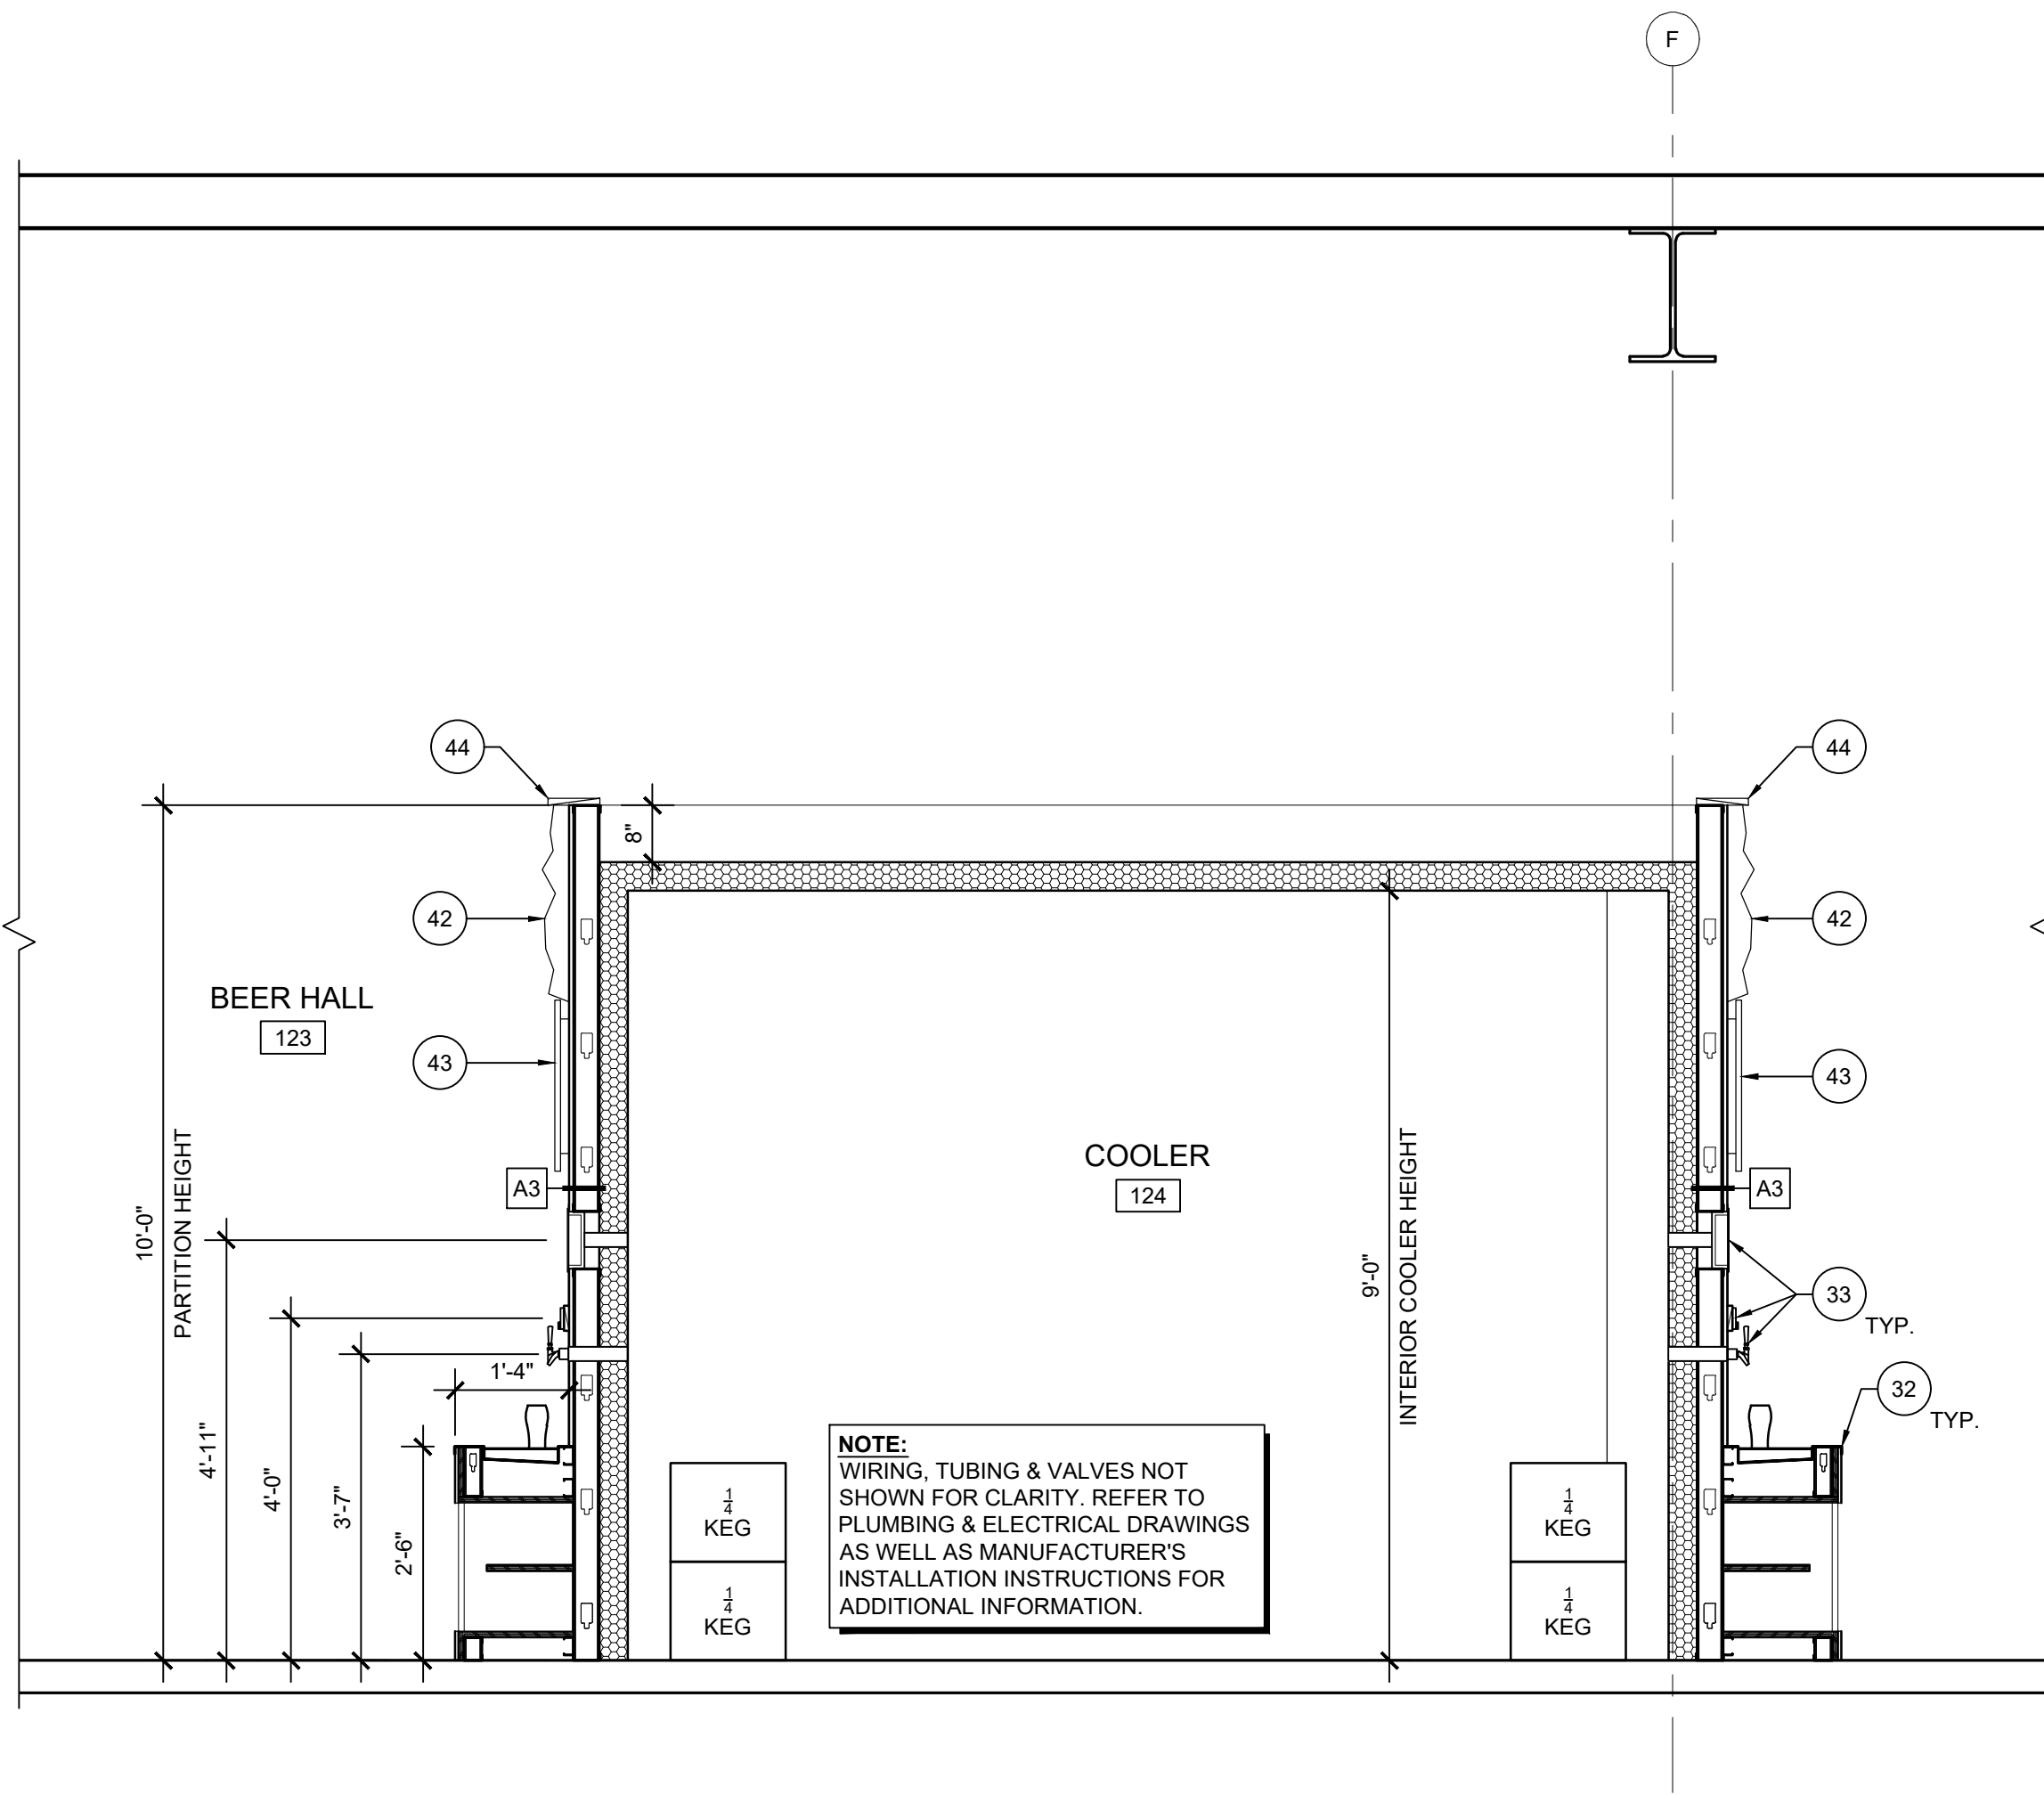 F
44
44
8"
42
42
BEER HALL
123
43
43
COOLER
124
A3
A3
10'-0"
PARTITION HEIGHT
9'-0"
INTERIOR COOLER HEIGHT
33
TYP.
1'-4"
32
TYP.
4'-11"
4'-0"
3'-7"
2'-6"
NOTE:
WIRING, TUBING & VALVES NOT
SHOWN FOR CLARITY. REFER TO
PLUMBING & ELECTRICAL DRAWINGS
AS WELL AS MANUFACTURER'S
INSTALLATION INSTRUCTIONS FOR
ADDITIONAL INFORMATION.
1/4
KEG
1/4
KEG
1/4
KEG
1/4
KEG